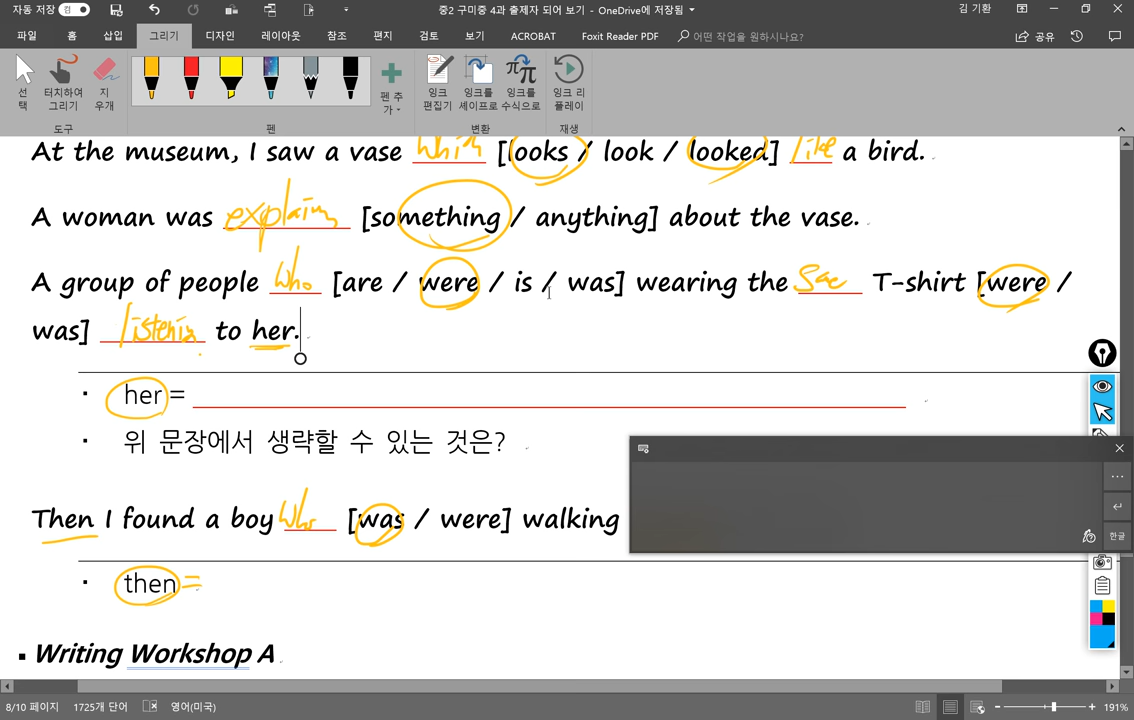 자동 저장 켬 중2 구미중 4과 출제자 되어 보기 - OneDrive에 저장됨 김 기환
파일 홈 삽입 그리기 디자인 레이아웃 참조 편지 검토 보기 ACROBAT Foxit Reader PDF 어떤 작업을 원하시나요? 공유
선택 터치하여 그리기 지우개 펜 추가 잉크 편집기 잉크를 셰이프로 잉크를 수식으로 잉크 리플레이
도구 펜 변환 재생
At the museum, I saw a vase which [looks / look / looked] like a bird.
A woman was explaining [something / anything] about the vase.
A group of people who [are / were / is / was] wearing the T-shirt [were /
was] listening to her.
· her =
· 위 문장에서 생략할 수 있는 것은?
한글
Then I found a boy who [was / were] walking
· then =
▪ Writing Workshop A
8/10 페이지 1725개 단어 영어(미국) 191%